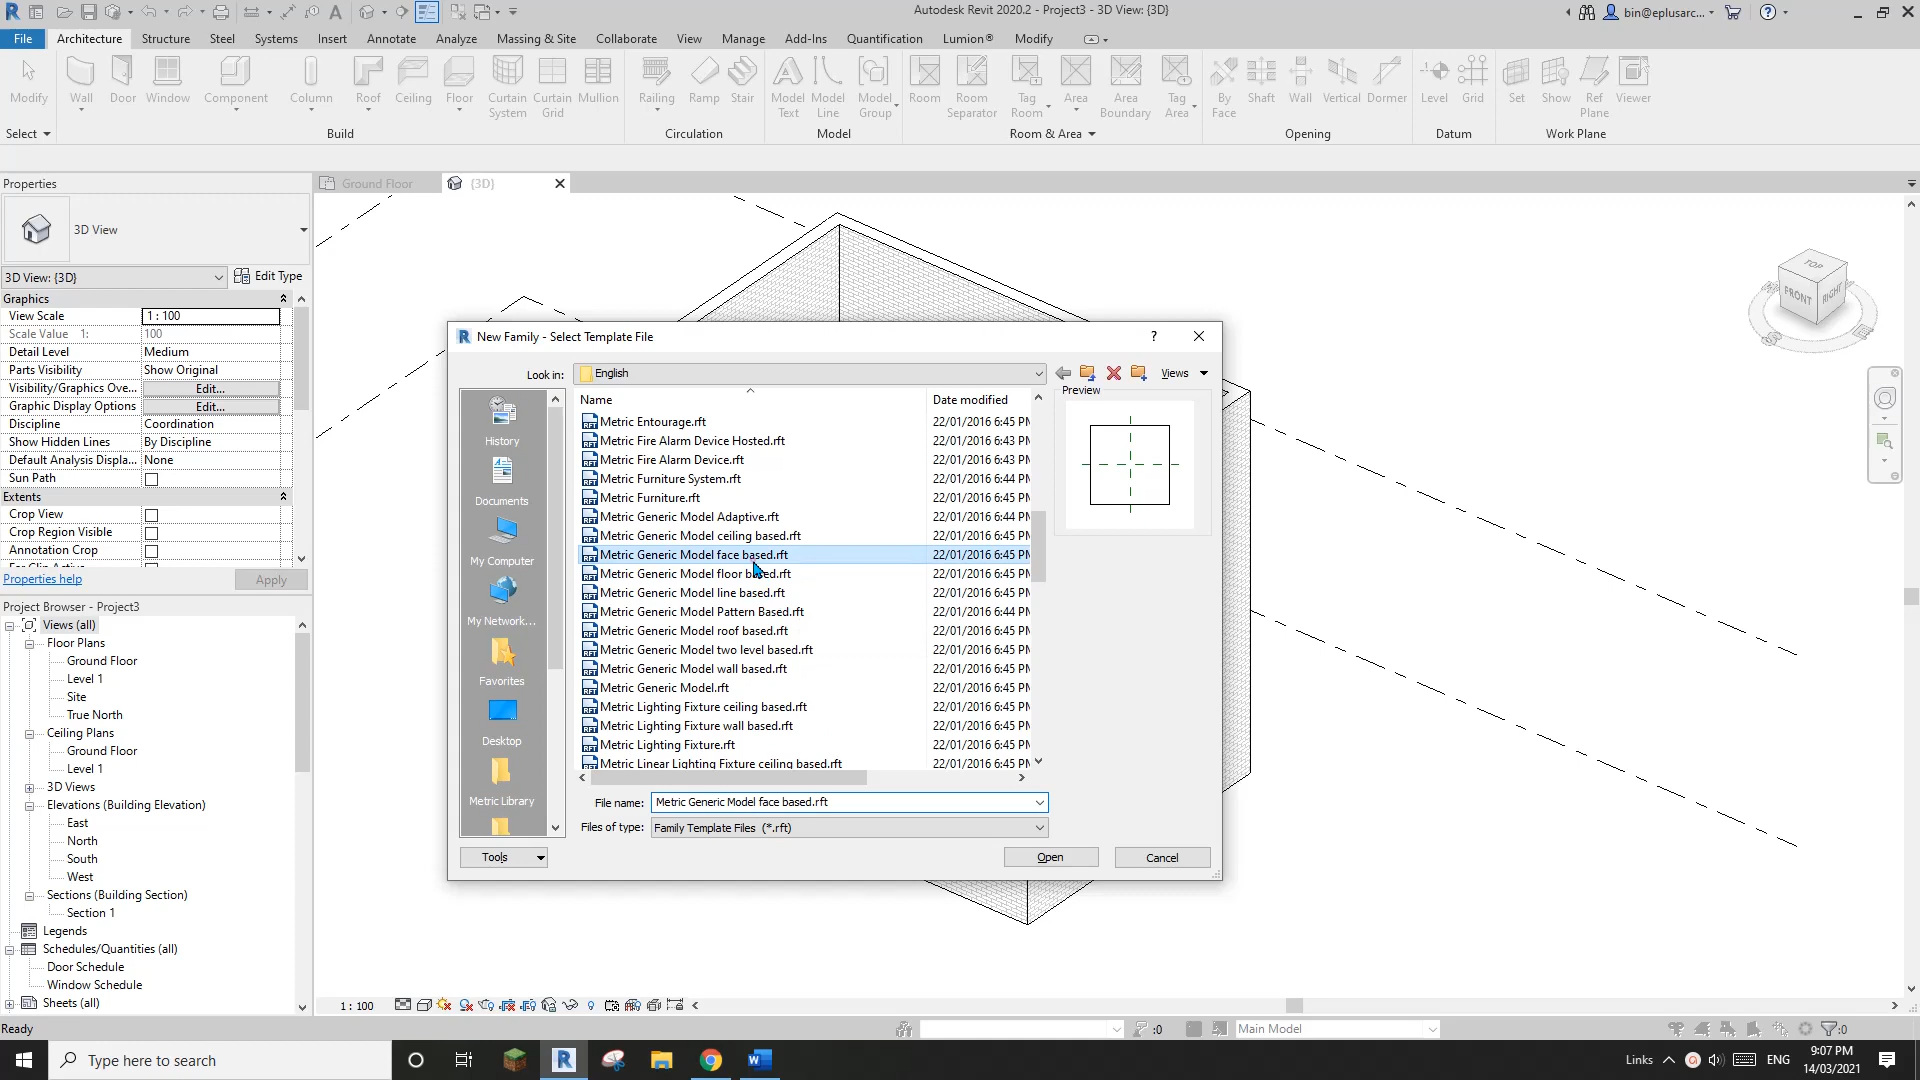 Autodesk Revit 2020.2 - Project3 - 3D View: {3D}
bin@eplusarc...
File Architecture Structure Steel Systems Insert Annotate Analyze Massing & Site Collaborate View Manage Add-Ins Quantification Lumion® Modify
Modify Wall Door Window Component Column Roof Ceiling Floor Curtain System Curtain Grid Mullion Railing Ramp Stair Model Text Model Line Model Group Room Room Separator Tag Room Area Area Boundary Tag Area By Face Shaft Wall Vertical Dormer Level Grid Set Show Ref Plane Viewer
Select Build Circulation Model Room & Area Opening Datum Work Plane
Properties
Ground Floor {3D}
3D View
3D View: {3D} Edit Type
Graphics
View Scale 1 : 100
Scale Value 1: 100
Detail Level Medium
Parts Visibility Show Original
Visibility/Graphics Ove... Edit...
Graphic Display Options Edit...
Discipline Coordination
Show Hidden Lines By Discipline
Default Analysis Displa... None
Sun Path
Extents
Crop View
Crop Region Visible
Annotation Crop
Properties help Apply
Project Browser - Project3
Views (all)
Floor Plans
Ground Floor
Level 1
Site
True North
Ceiling Plans
Ground Floor
Level 1
3D Views
Elevations (Building Elevation)
East
North
South
West
Sections (Building Section)
Section 1
Legends
Schedules/Quantities (all)
Door Schedule
Window Schedule
Sheets (all)
New Family - Select Template File
Look in: English
Views
History
Documents
My Computer
My Network...
Favorites
Desktop
Metric Library
Name Date modified
Metric Entourage.rft 22/01/2016 6:45 PM
Metric Fire Alarm Device Hosted.rft 22/01/2016 6:43 PM
Metric Fire Alarm Device.rft 22/01/2016 6:43 PM
Metric Furniture System.rft 22/01/2016 6:44 PM
Metric Furniture.rft 22/01/2016 6:45 PM
Metric Generic Model Adaptive.rft 22/01/2016 6:44 PM
Metric Generic Model ceiling based.rft 22/01/2016 6:45 PM
Metric Generic Model face based.rft 22/01/2016 6:45 PM
Metric Generic Model floor based.rft 22/01/2016 6:45 PM
Metric Generic Model line based.rft 22/01/2016 6:45 PM
Metric Generic Model Pattern Based.rft 22/01/2016 6:44 PM
Metric Generic Model roof based.rft 22/01/2016 6:45 PM
Metric Generic Model two level based.rft 22/01/2016 6:45 PM
Metric Generic Model wall based.rft 22/01/2016 6:45 PM
Metric Generic Model.rft 22/01/2016 6:45 PM
Metric Lighting Fixture ceiling based.rft 22/01/2016 6:45 PM
Metric Lighting Fixture wall based.rft 22/01/2016 6:45 PM
Metric Lighting Fixture.rft 22/01/2016 6:45 PM
Metric Linear Lighting Fixture ceiling based.rft 22/01/2016 6:45 PM
Preview
File name: Metric Generic Model face based.rft
Files of type: Family Template Files (*.rft)
Tools Open Cancel
TOP
FRONT RIGHT
1 : 100
Ready :0 Main Model :0
Type here to search
Links ENG 9:07 PM
14/03/2021